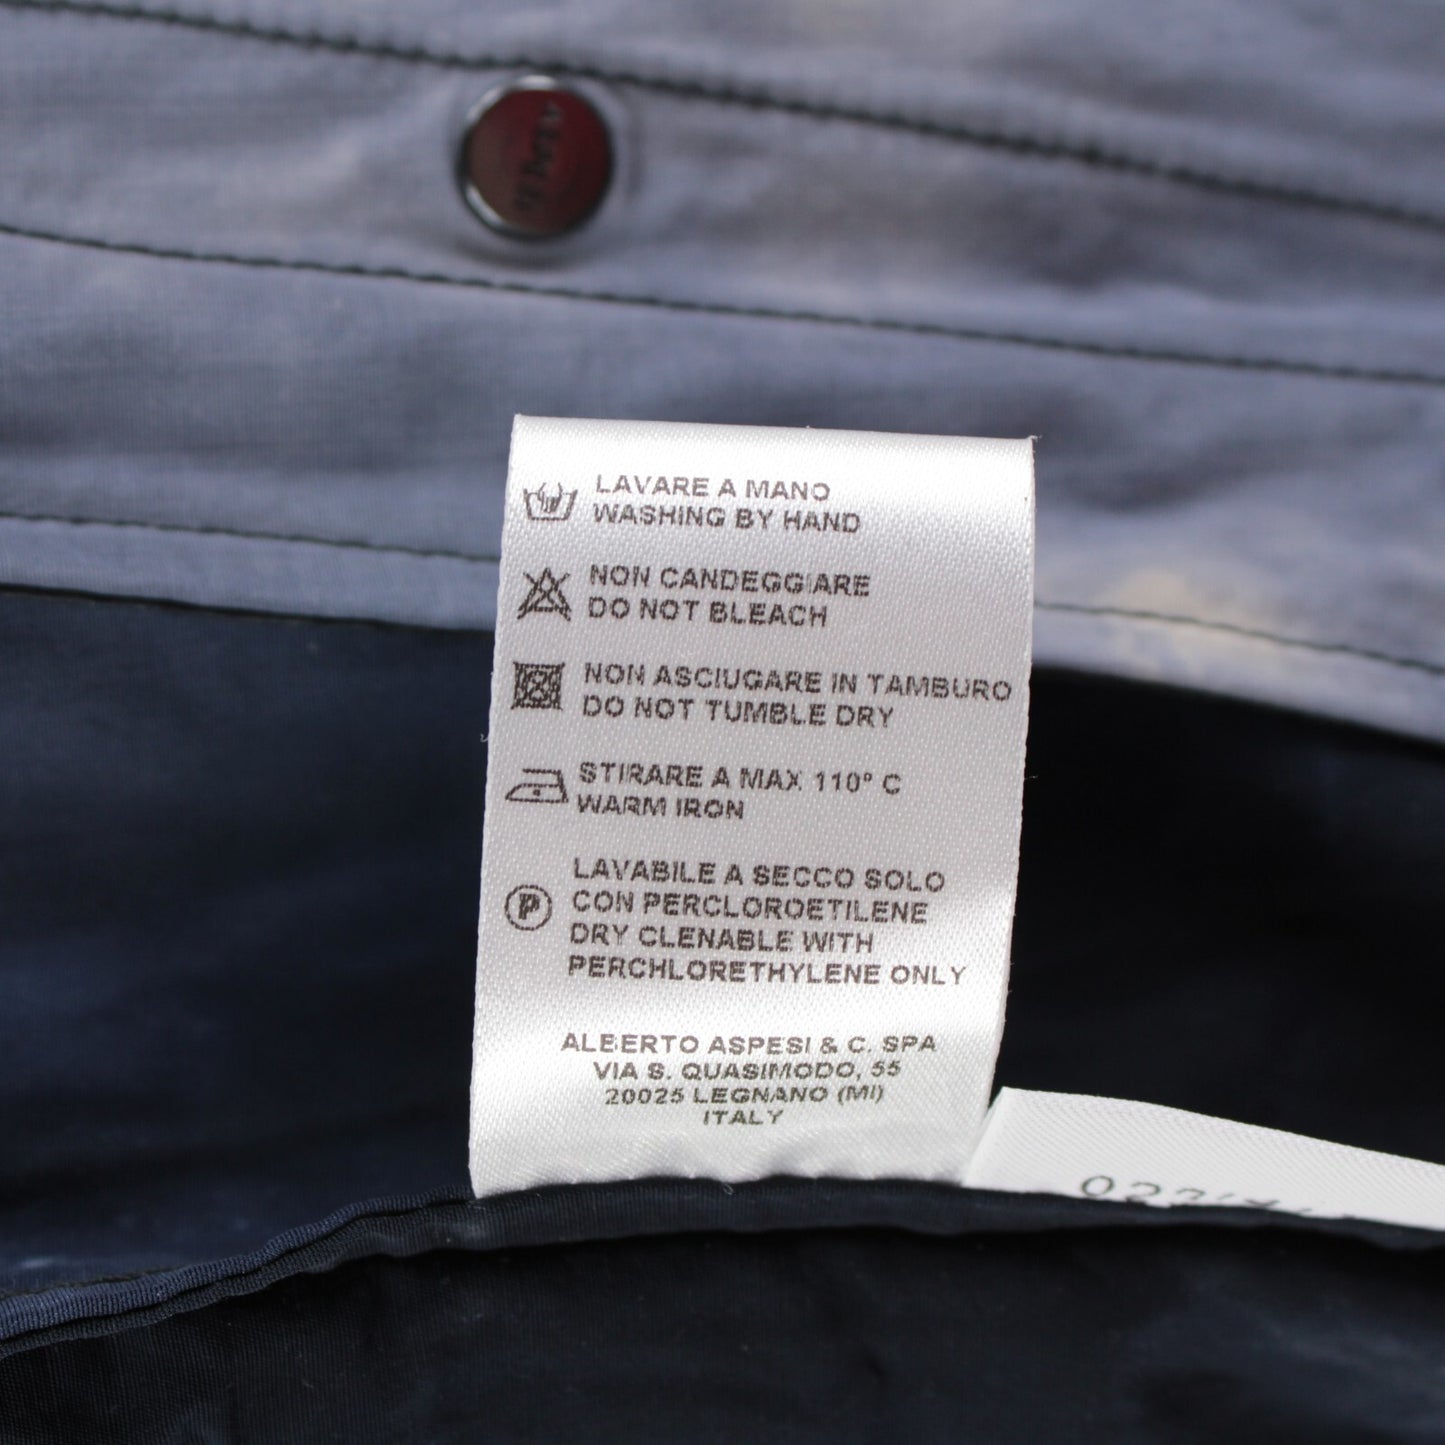 LAVARE A MANO
WASHING BY HAND
NON CANDEGGIARE
DO NOT BLEACH
NON ASCIUGARE IN TAMBURO
DO NOT TUMBLE DRY
STIRARE A MAX 110° C
WARM IRON
P
LAVABILE A SECCO SOLO
CON PERCLOROETILENE
DRY CLENABLE WITH
PERCHLORETHYLENE ONLY
ALBERTO ASPESI & C. SPA
VIA S. QUASIMODO, 55
20025 LEGNANO (MI)
ITALY